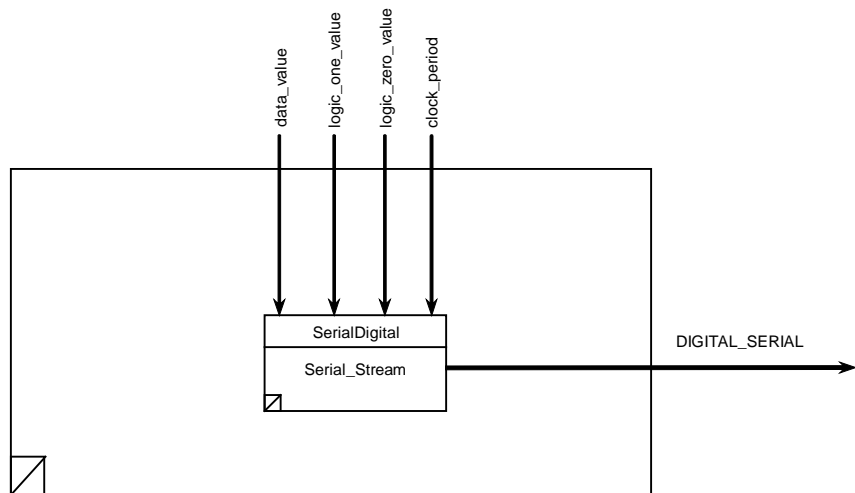 data_value
logic_one_value
logic_zero_value
clock_period
SerialDigital
Serial_Stream
DIGITAL_SERIAL